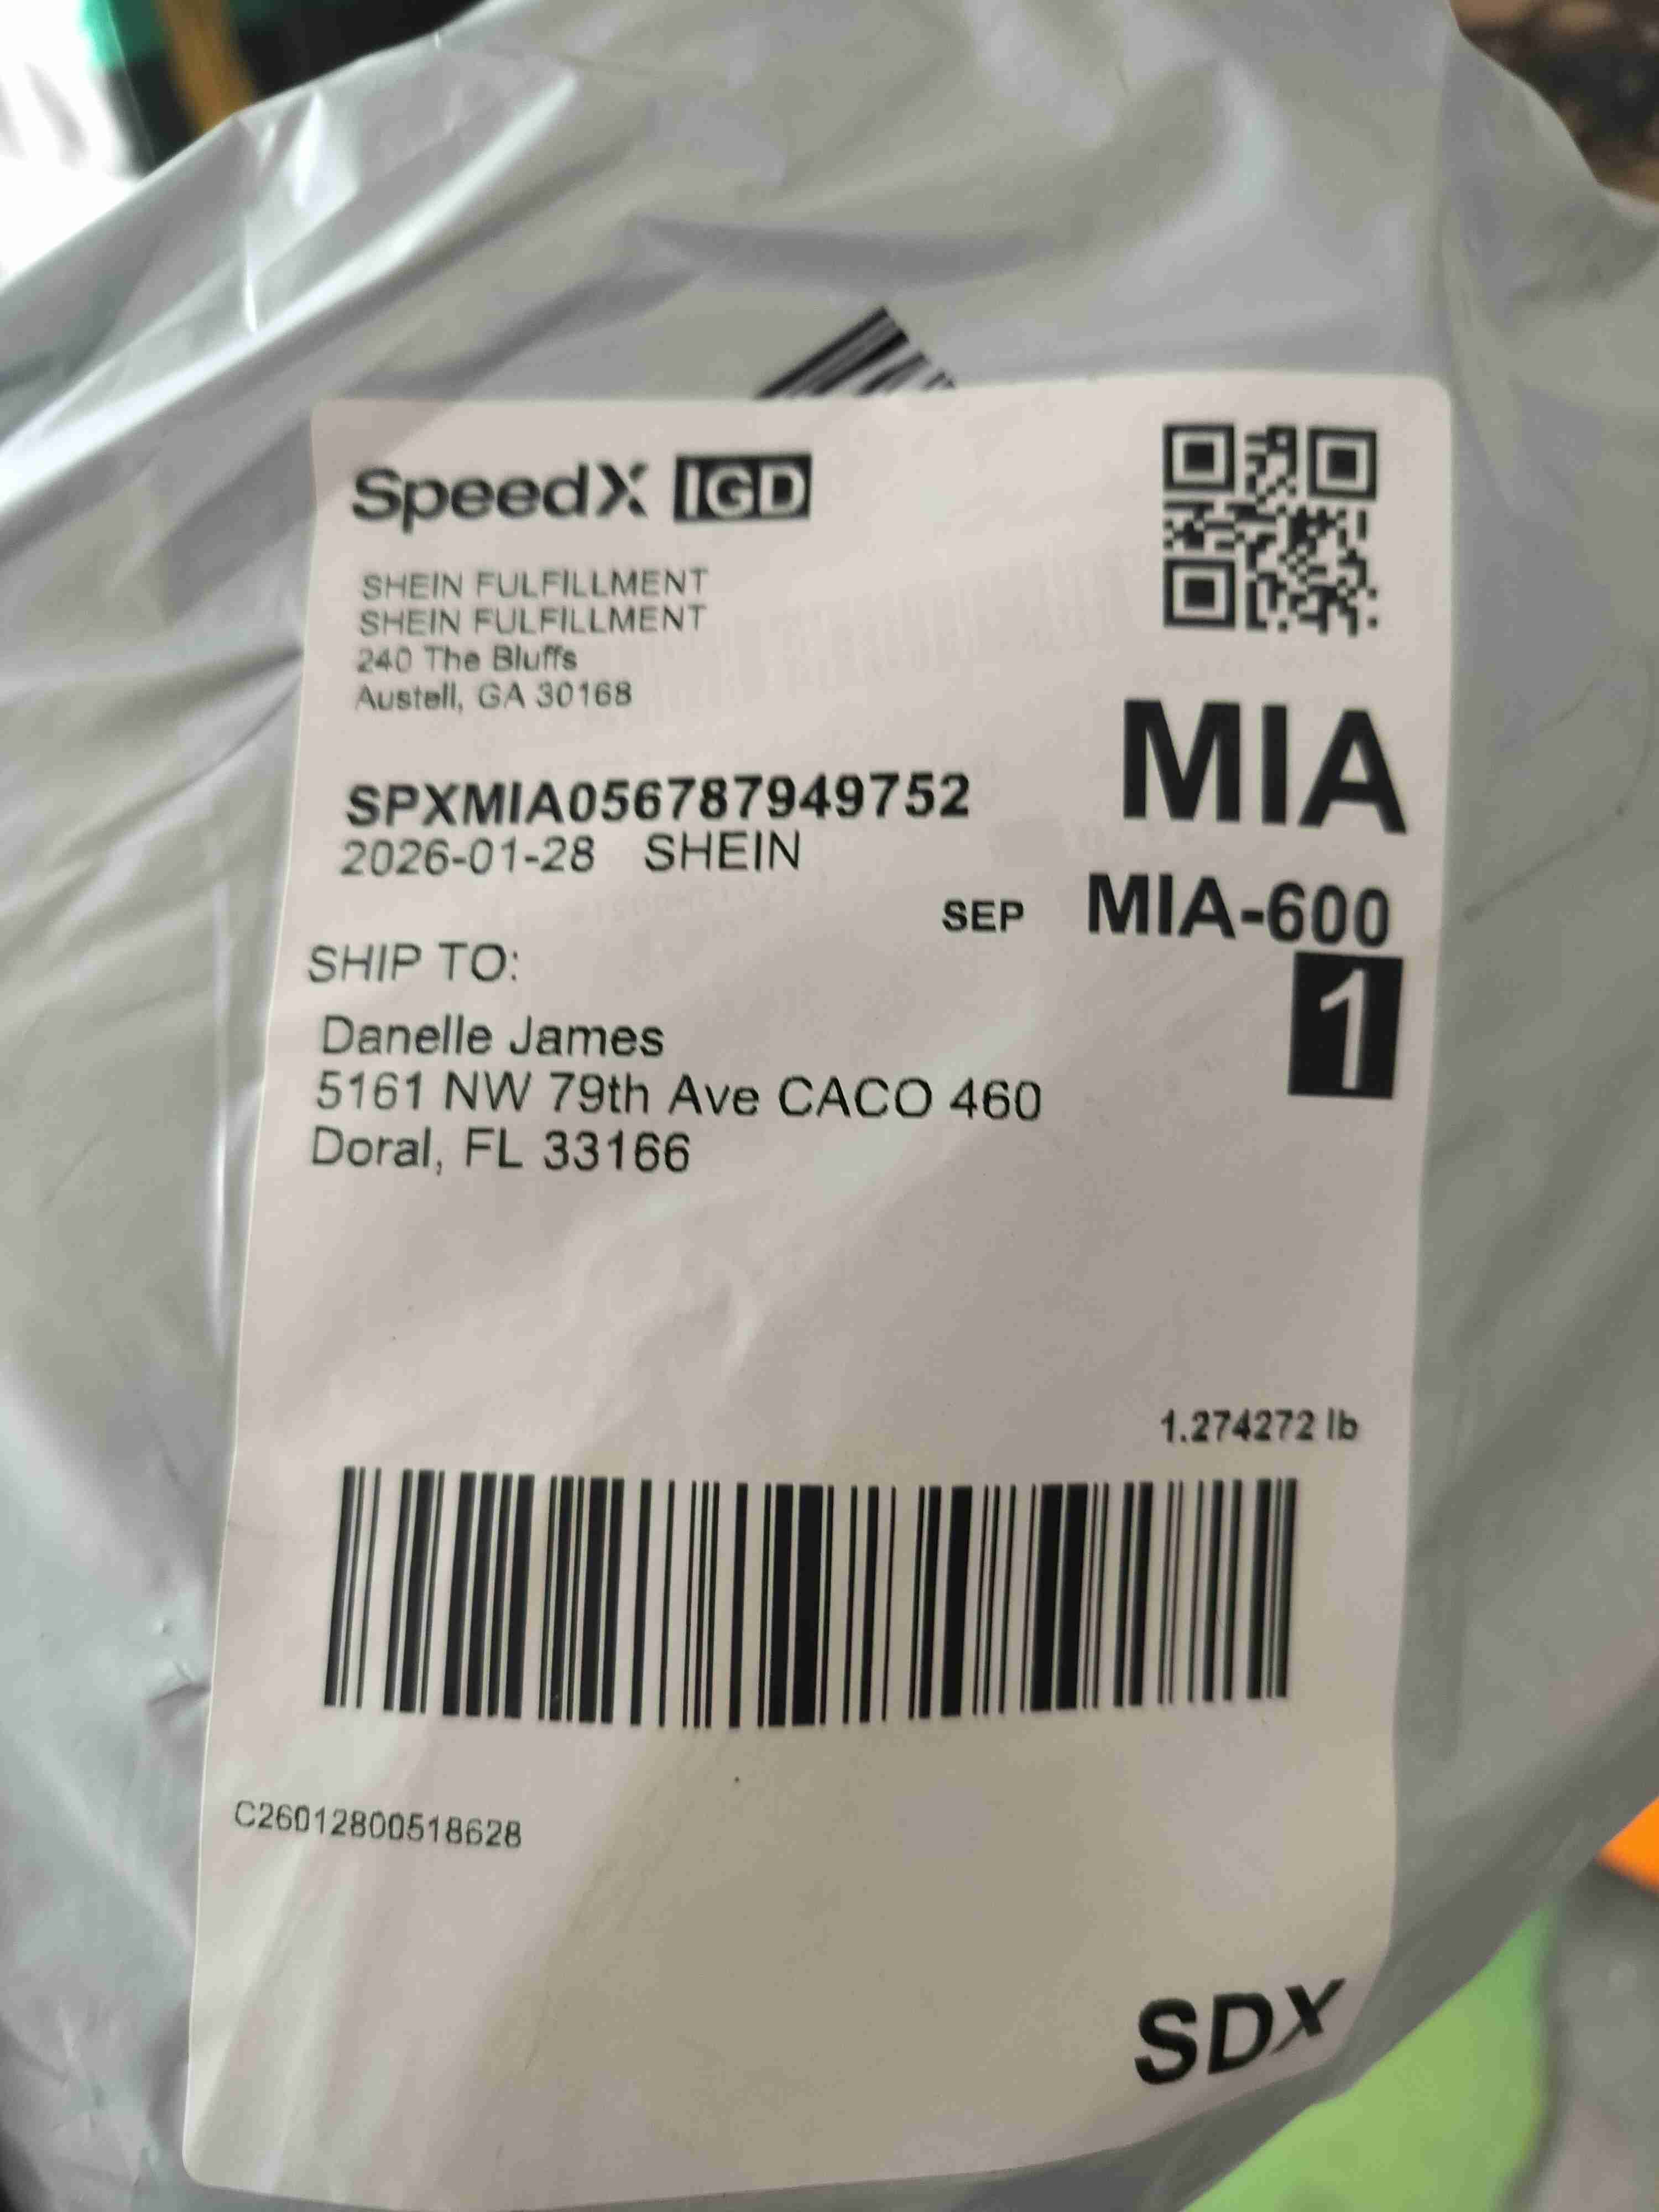 SpeedX IGD
SHEIN FULFILLMENT
SHEIN FULFILLMENT
240 The Bluffs
Austell, GA 30168
MIA
SPXMIA056787949752
2026-01-28 SHEIN
SEP MIA-600
1
SHIP TO:
Danelle James
5161 NW 79th Ave CACO 460
Doral, FL 33166
1.274272 lb
C26012800518628
SDX